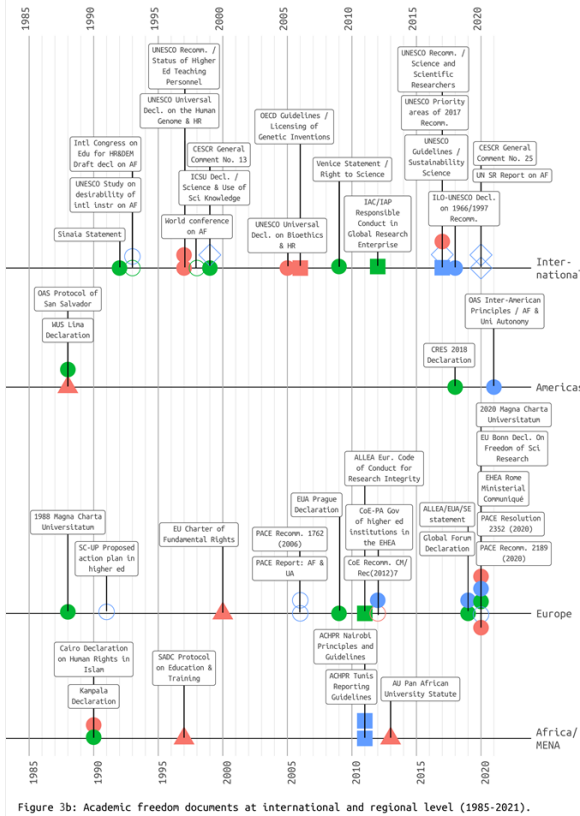 1985
1990
1995
2000
2005
2010
2015
2020
UNESCO Recomm. /
Status of Higher
Ed Teaching
Personnel
UNESCO Universal
Decl. on the Human
Genome & HR
Intl Congress on
Edu for HR&DEM
Draft decl on AF
CESCR General
Comment No. 13
UNESCO Study on
desirability of
intl instr on AF
ICSU Decl. /
Science & Use of
Sci Knowledge
Sinaia Statement
World conference
on AF
OECD Guidelines /
Licensing of
Genetic Inventions
UNESCO Universal
Decl. on Bioethics
& HR
Venice Statement /
Right to Science
IAC/IAP
Responsible
Conduct in
Global Research
Enterprise
UNESCO Recomm. /
Science and
Scientific
Researchers
UNESCO Priority
areas of 2017
Recomm.
UNESCO
Guidelines /
Sustainability
Science
CESCR General
Comment No. 25
UN SR Report on AF
ILO-UNESCO Decl.
on 1966/1997
Recomm.
Inter-
national
OAS Protocol of
San Salvador
WUS Lima
Declaration
CRES 2018
Declaration
OAS Inter-American
Principles / AF &
Uni Autonomy
Americas
1988 Magna Charta
Universitatum
SC-UP Proposed
action plan in
higher ed
EU Charter of
Fundamental Rights
PACE Recomm. 1762
(2006)
PACE Report: AF &
UA
EUA Prague
Declaration
ALLEA Eur. Code
of Conduct for
Research Integrity
CoE-PA Gov
of higher ed
institutions in
the EHEA
CoE Recomm. CM/
Rec(2012)7
ALLEA/EUA/SE
statement
Global Forum
Declaration
2020 Magna Charta
Universitatum
EU Bonn Decl. On
Freedom of Sci
Research
EHEA Rome
Ministerial
Communiqué
PACE Resolution
2352 (2020)
PACE Recomm. 2189
(2020)
Europe
Cairo Declaration
on Human Rights in
Islam
Kampala
Declaration
SADC Protocol
on Education &
Training
ACHPR Nairobi
Principles and
Guidelines
ACHPR Tunis
Reporting
Guidelines
AU Pan African
University Statute
Africa/
MENA
1985
1990
1995
2000
2005
2010
2015
2020
Figure 3b: Academic freedom documents at international and regional level (1985-2021).